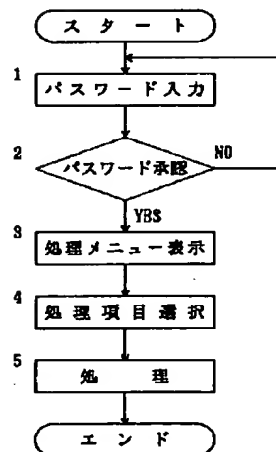 スタート
1
パスワード入力
2
パスワード承認
NO
YES
3
処理メニュー表示
4
処理項目選択
5
処理
エンド